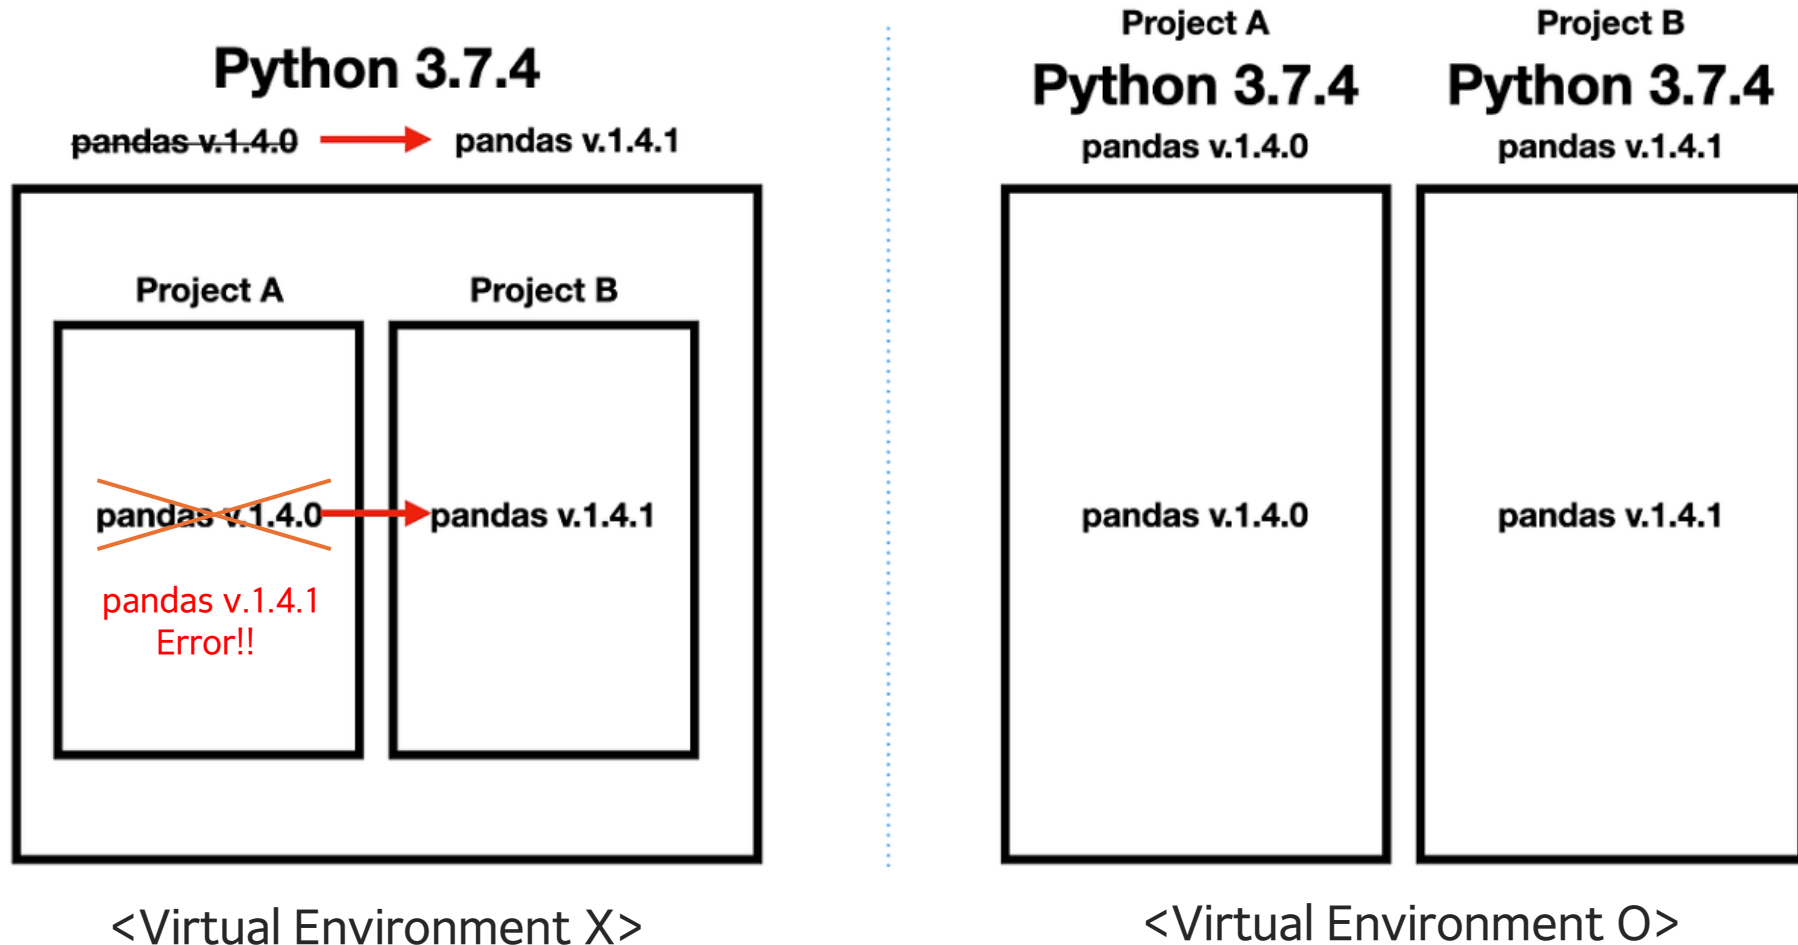 Python 3.7.4
pandas v.1.4.0 pandas v.1.4.1
Project A Project B
pandas v.1.4.0 pandas v.1.4.1
pandas v.1.4.1
Error!!
<Virtual Environment X>
Project A Project B
Python 3.7.4 Python 3.7.4
pandas v.1.4.0 pandas v.1.4.1
pandas v.1.4.0 pandas v.1.4.1
<Virtual Environment O>